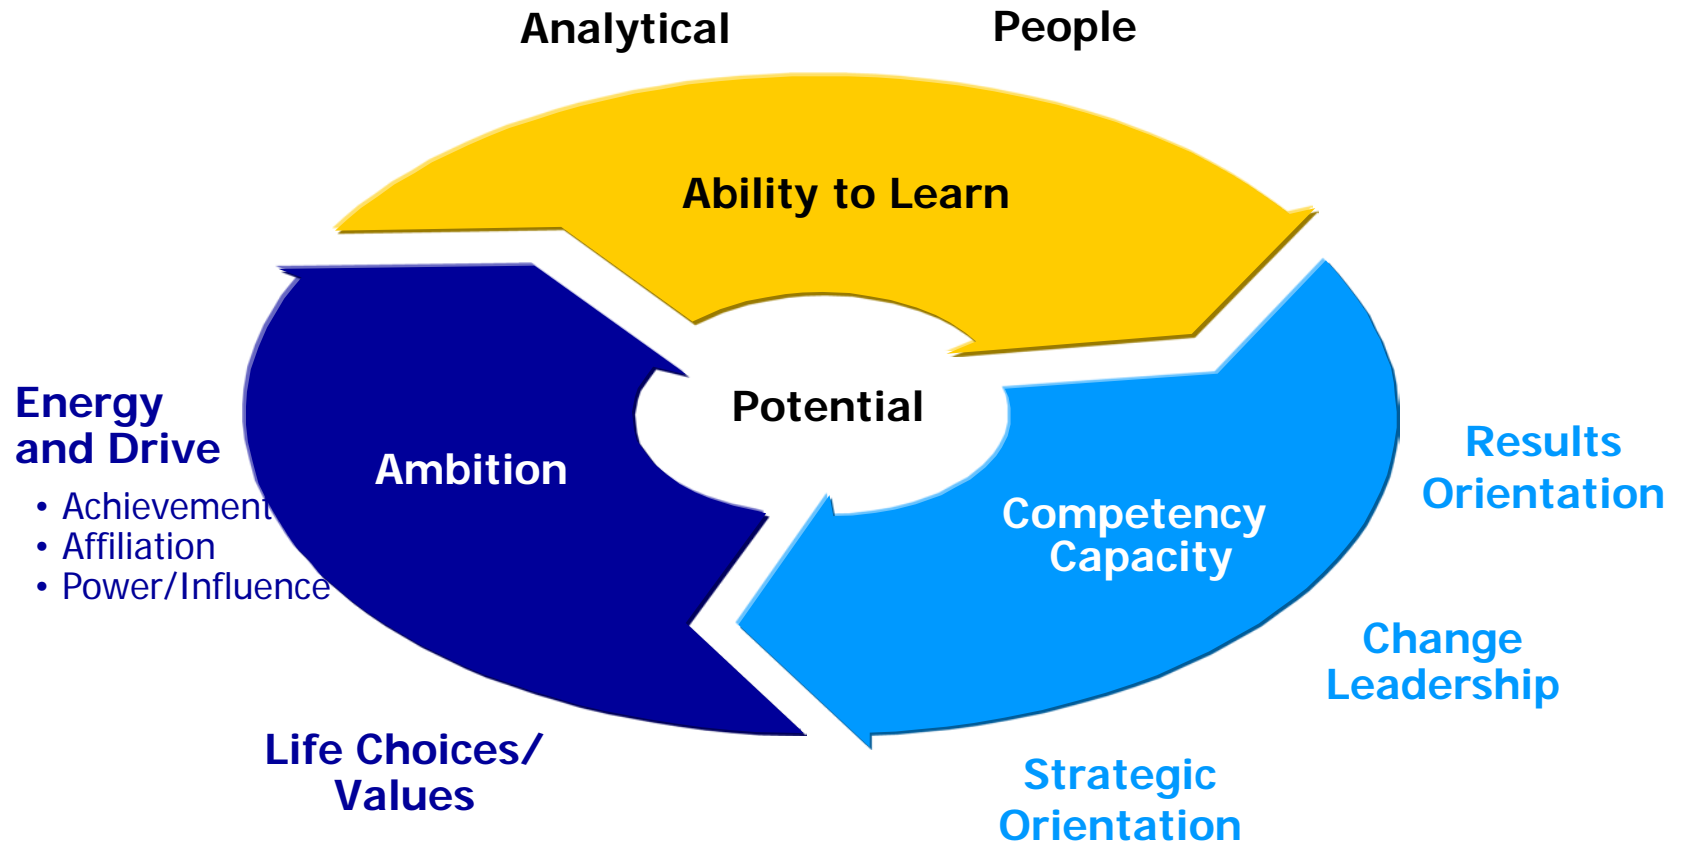 Analytical
People
Ability to Learn
Potential
Energy
and Drive
• Achievement
• Affiliation
• Power/Influence
Ambition
Competency
Capacity
Results
Orientation
Change
Leadership
Life Choices/
Values
Strategic
Orientation